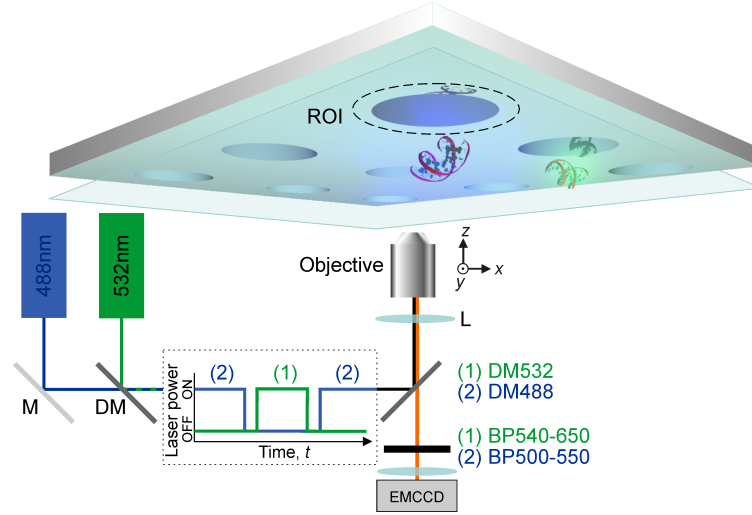 ROI
488nm
532nm
Objective
z
x
y
L
M
DM
Laser power
ON
OFF
(2)
(1)
(2)
Time, t
(1) DM532
(2) DM488
(1) BP540-650
(2) BP500-550
EMCCD